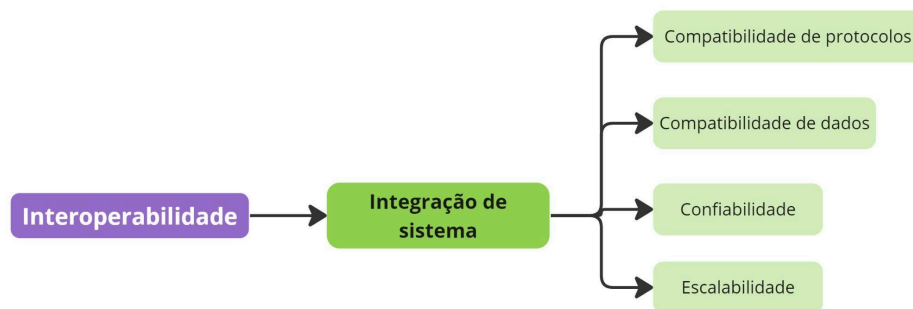 Compatibilidade de protocolos
Compatibilidade de dados
Interoperabilidade
Integração de
sistema
Confiabilidade
Escalabilidade